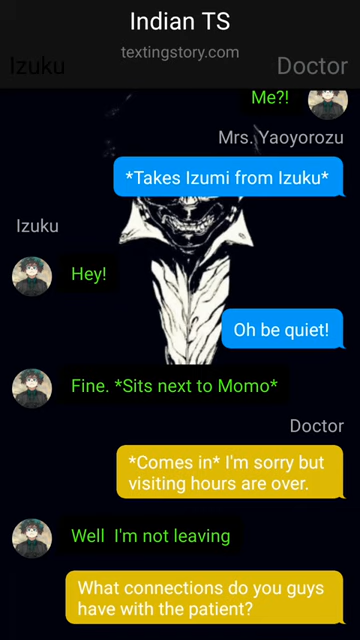 Indian TS
textingstory.com
Izuku
Doctor
Me?!
Mrs. Yaoyorozu
*Takes Izumi from Izuku*
Izuku
Hey!
Oh be quiet!
Fine. *Sits next to Momo*
Doctor
*Comes in* I'm sorry but
visiting hours are over.
Well I'm not leaving
What connections do you guys
have with the patient?